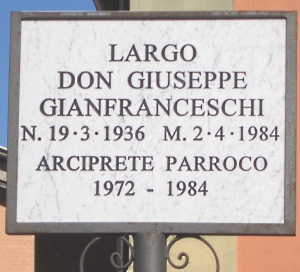 LARGO
DON GIUSEPPE
GIANFRANCESCHI
N. 19·3·1936 M. 2·4·1984
ARCIPRETE PARROCO
1972 - 1984